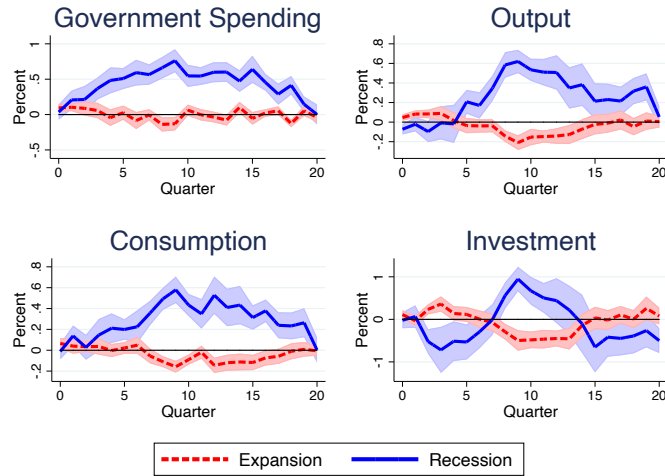 Government Spending
Percent
1
.5
0
-.5
0 5 10 15 20
Quarter
Output
Percent
.8
.6
.4
.2
0
-.2
0 5 10 15 20
Quarter
Consumption
Percent
.8
.6
.4
.2
0
-.2
0 5 10 15 20
Quarter
Investment
Percent
1
0
-1
0 5 10 15 20
Quarter
Expansion
Recession